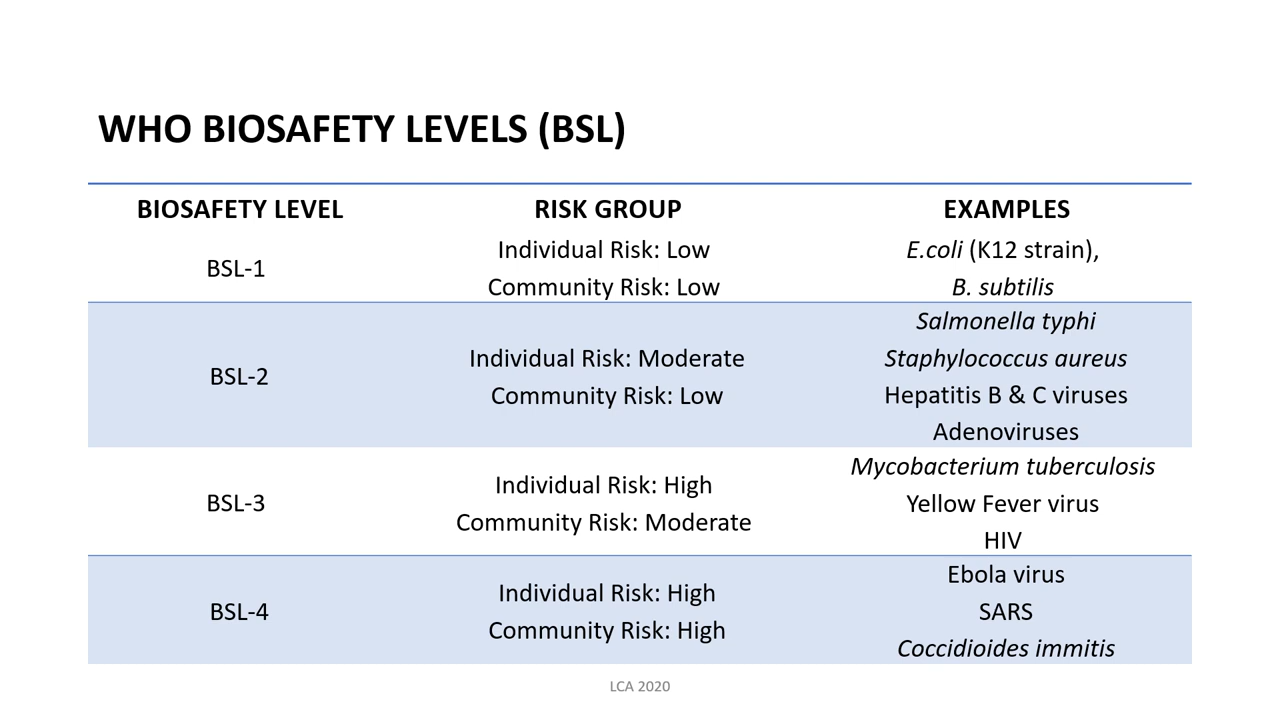 WHO BIOSAFETY LEVELS (BSL)
BIOSAFETY LEVEL RISK GROUP EXAMPLES
BSL-1
Individual Risk: Low
Community Risk: Low
E.coli (K12 strain),
B. subtilis
BSL-2
Individual Risk: Moderate
Community Risk: Low
Salmonella typhi
Staphylococcus aureus
Hepatitis B & C viruses
Adenoviruses
BSL-3
Individual Risk: High
Community Risk: Moderate
Mycobacterium tuberculosis
Yellow Fever virus
HIV
BSL-4
Individual Risk: High
Community Risk: High
Ebola virus
SARS
Coccidioides immitis
LCA 2020